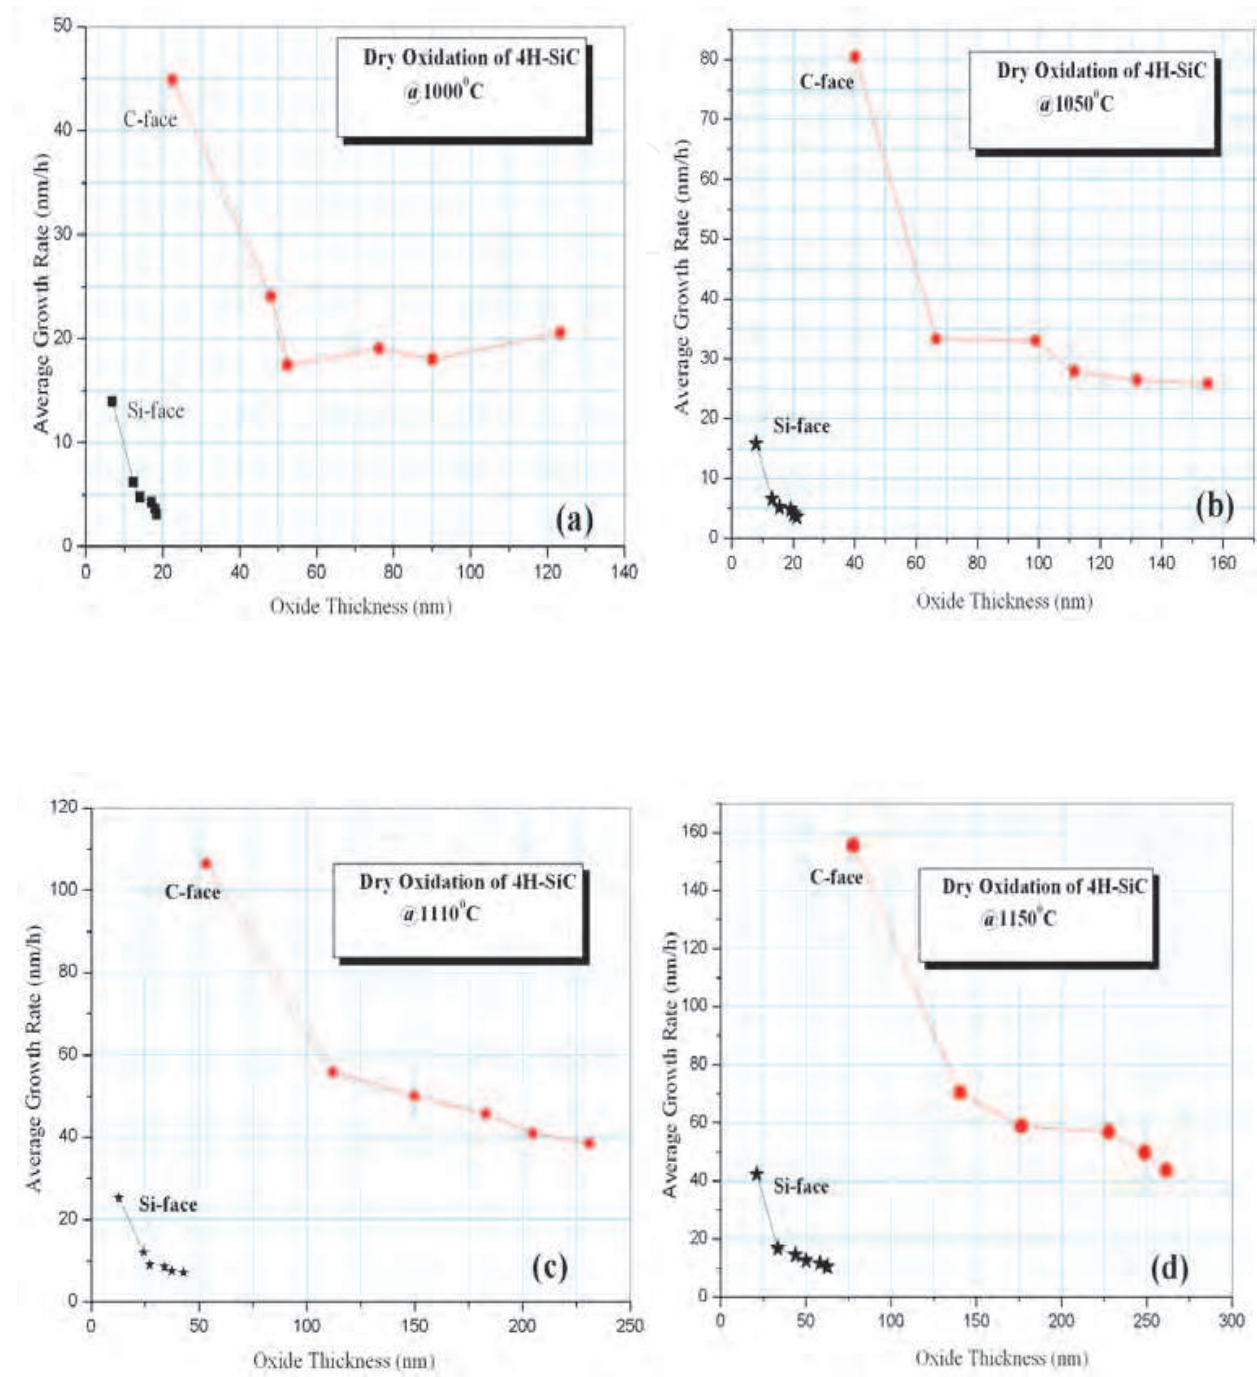 50
40
30
20
10
0
Average Growth Rate (nm/h)
Dry Oxidation of 4H-SiC
@1000⁰C
C-face
Si-face
(a)
0 20 40 60 80 100 120 140
Oxide Thickness (nm)
80
70
60
50
40
30
20
10
0
Average Growth Rate (nm/h)
Dry Oxidation of 4H-SiC
@1050⁰C
C-face
Si-face
(b)
0 20 40 60 80 100 120 140 160
Oxide Thickness (nm)
120
100
80
60
40
20
0
Average Growth Rate (nm/h)
Dry Oxidation of 4H-SiC
@1110⁰C
C-face
Si-face
(c)
0 50 100 150 200 250
Oxide Thickness (nm)
160
140
120
100
80
60
40
20
0
Average Growth Rate (nm/h)
Dry Oxidation of 4H-SiC
@1150⁰C
C-face
Si-face
(d)
0 50 100 150 200 250 300
Oxide Thickness (nm)